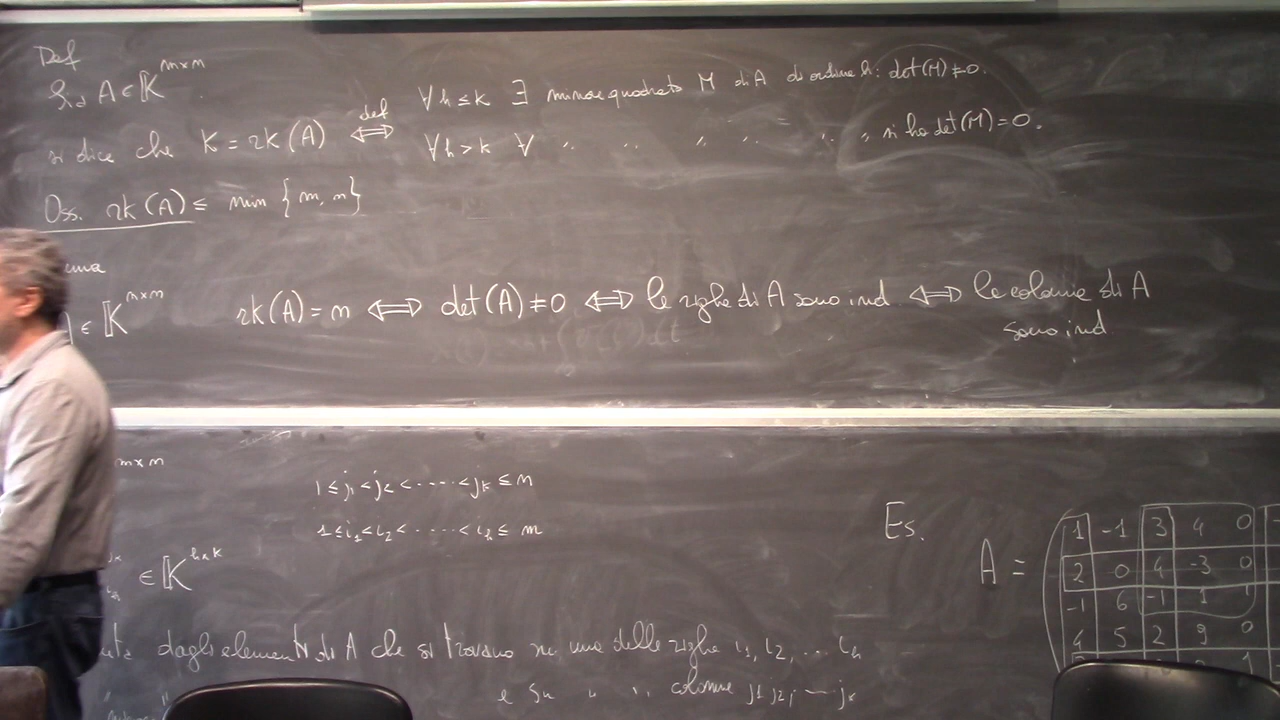 Def
Sia A ∈ K^{m×n}
si dice che K = rk(A) ⟺^{def} ∀ h ≤ k ∃ minore quadrato M di A di ordine h : det(M) ≠ 0.
∀ h > k ∀ " " " " " " si ha det(M) = 0.
Oss. rk(A) ≤ min {m, n}
ma
∈ K^{n×n} rk(A) = n ⟺ det(A) ≠ 0 ⟺ le righe di A sono ind. ⟺ le colonne di A
sono ind
m×n
1 ≤ j₁ < j₂ < ····· < jₖ ≤ n
1 ≤ i₁ < i₂ < ····· < iₕ ≤ m
∈ K^{h×k}
dagli elementi di A che si trovano su una delle righe i₁, i₂, ... iₕ
e su " " colonne j₁ j₂, ... jₖ
Es.
A =
1 -1 3 4 0
2 0 4 -3 0
-1 6 -1 1 1
4 5 2 9 0